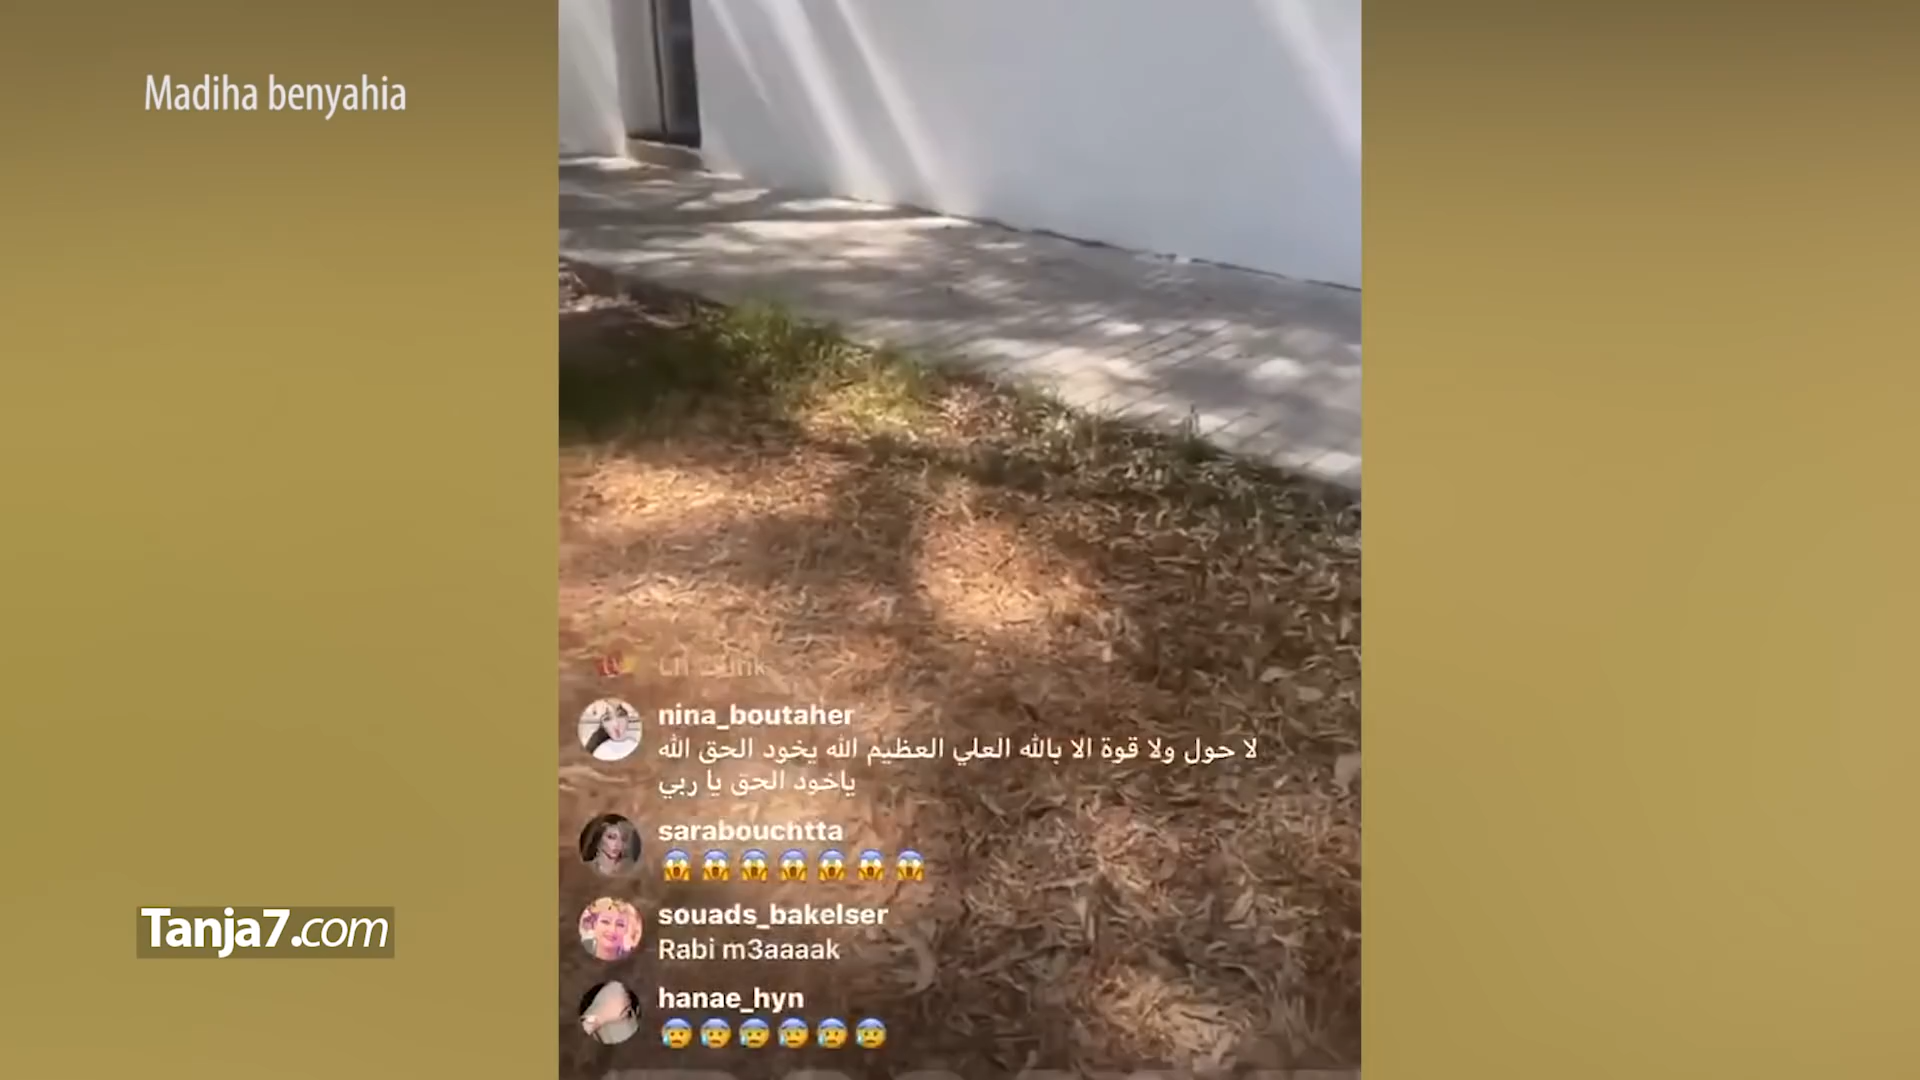 Madiha benyahia
nina_boutaher
لا حول ولا قوة الا بالله العلي العظيم الله يخود الحق الله
ياخود الحق يا ربي
sarabouchtta
😱😱😱😱😱😱😱
souads_bakelser
Rabi m3aaaak
hanae_hyn
😰😰😰😰😰😰
Tanja7.com